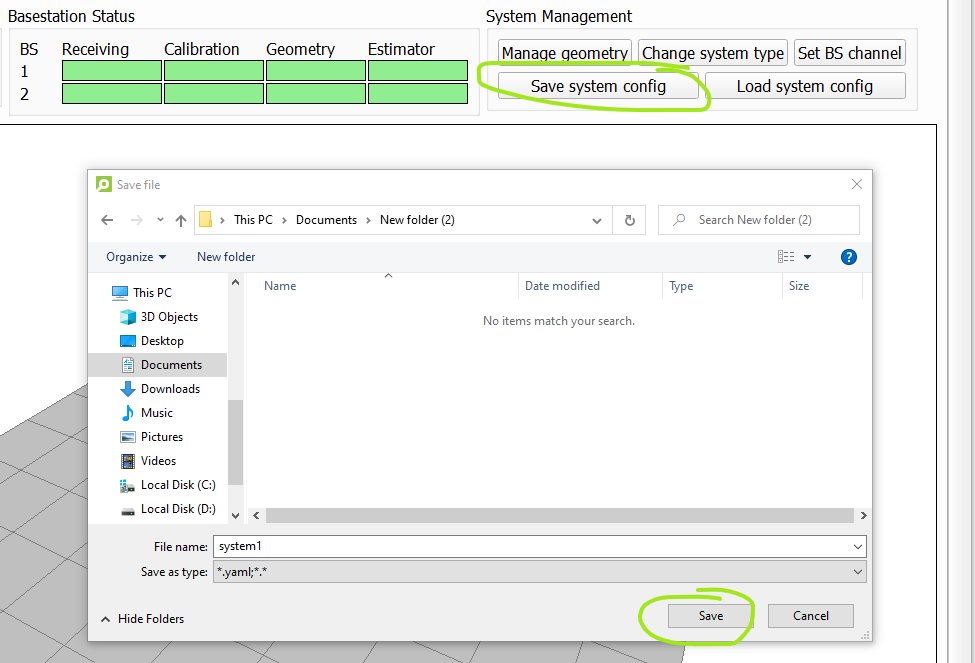 Basestation Status
System Management
BS Receiving Calibration Geometry Estimator
1
2
Manage geometry Change system type Set BS channel
Save system config Load system config
Save file
This PC Documents New folder (2)
Search New folder (2)
Organize New folder
?
Name Date modified Type Size
No items match your search.
This PC
3D Objects
Desktop
Documents
Downloads
Music
Pictures
Videos
Local Disk (C:)
Local Disk (D:)
File name: system1
Save as type: *.yaml;*.*
Hide Folders
Save Cancel